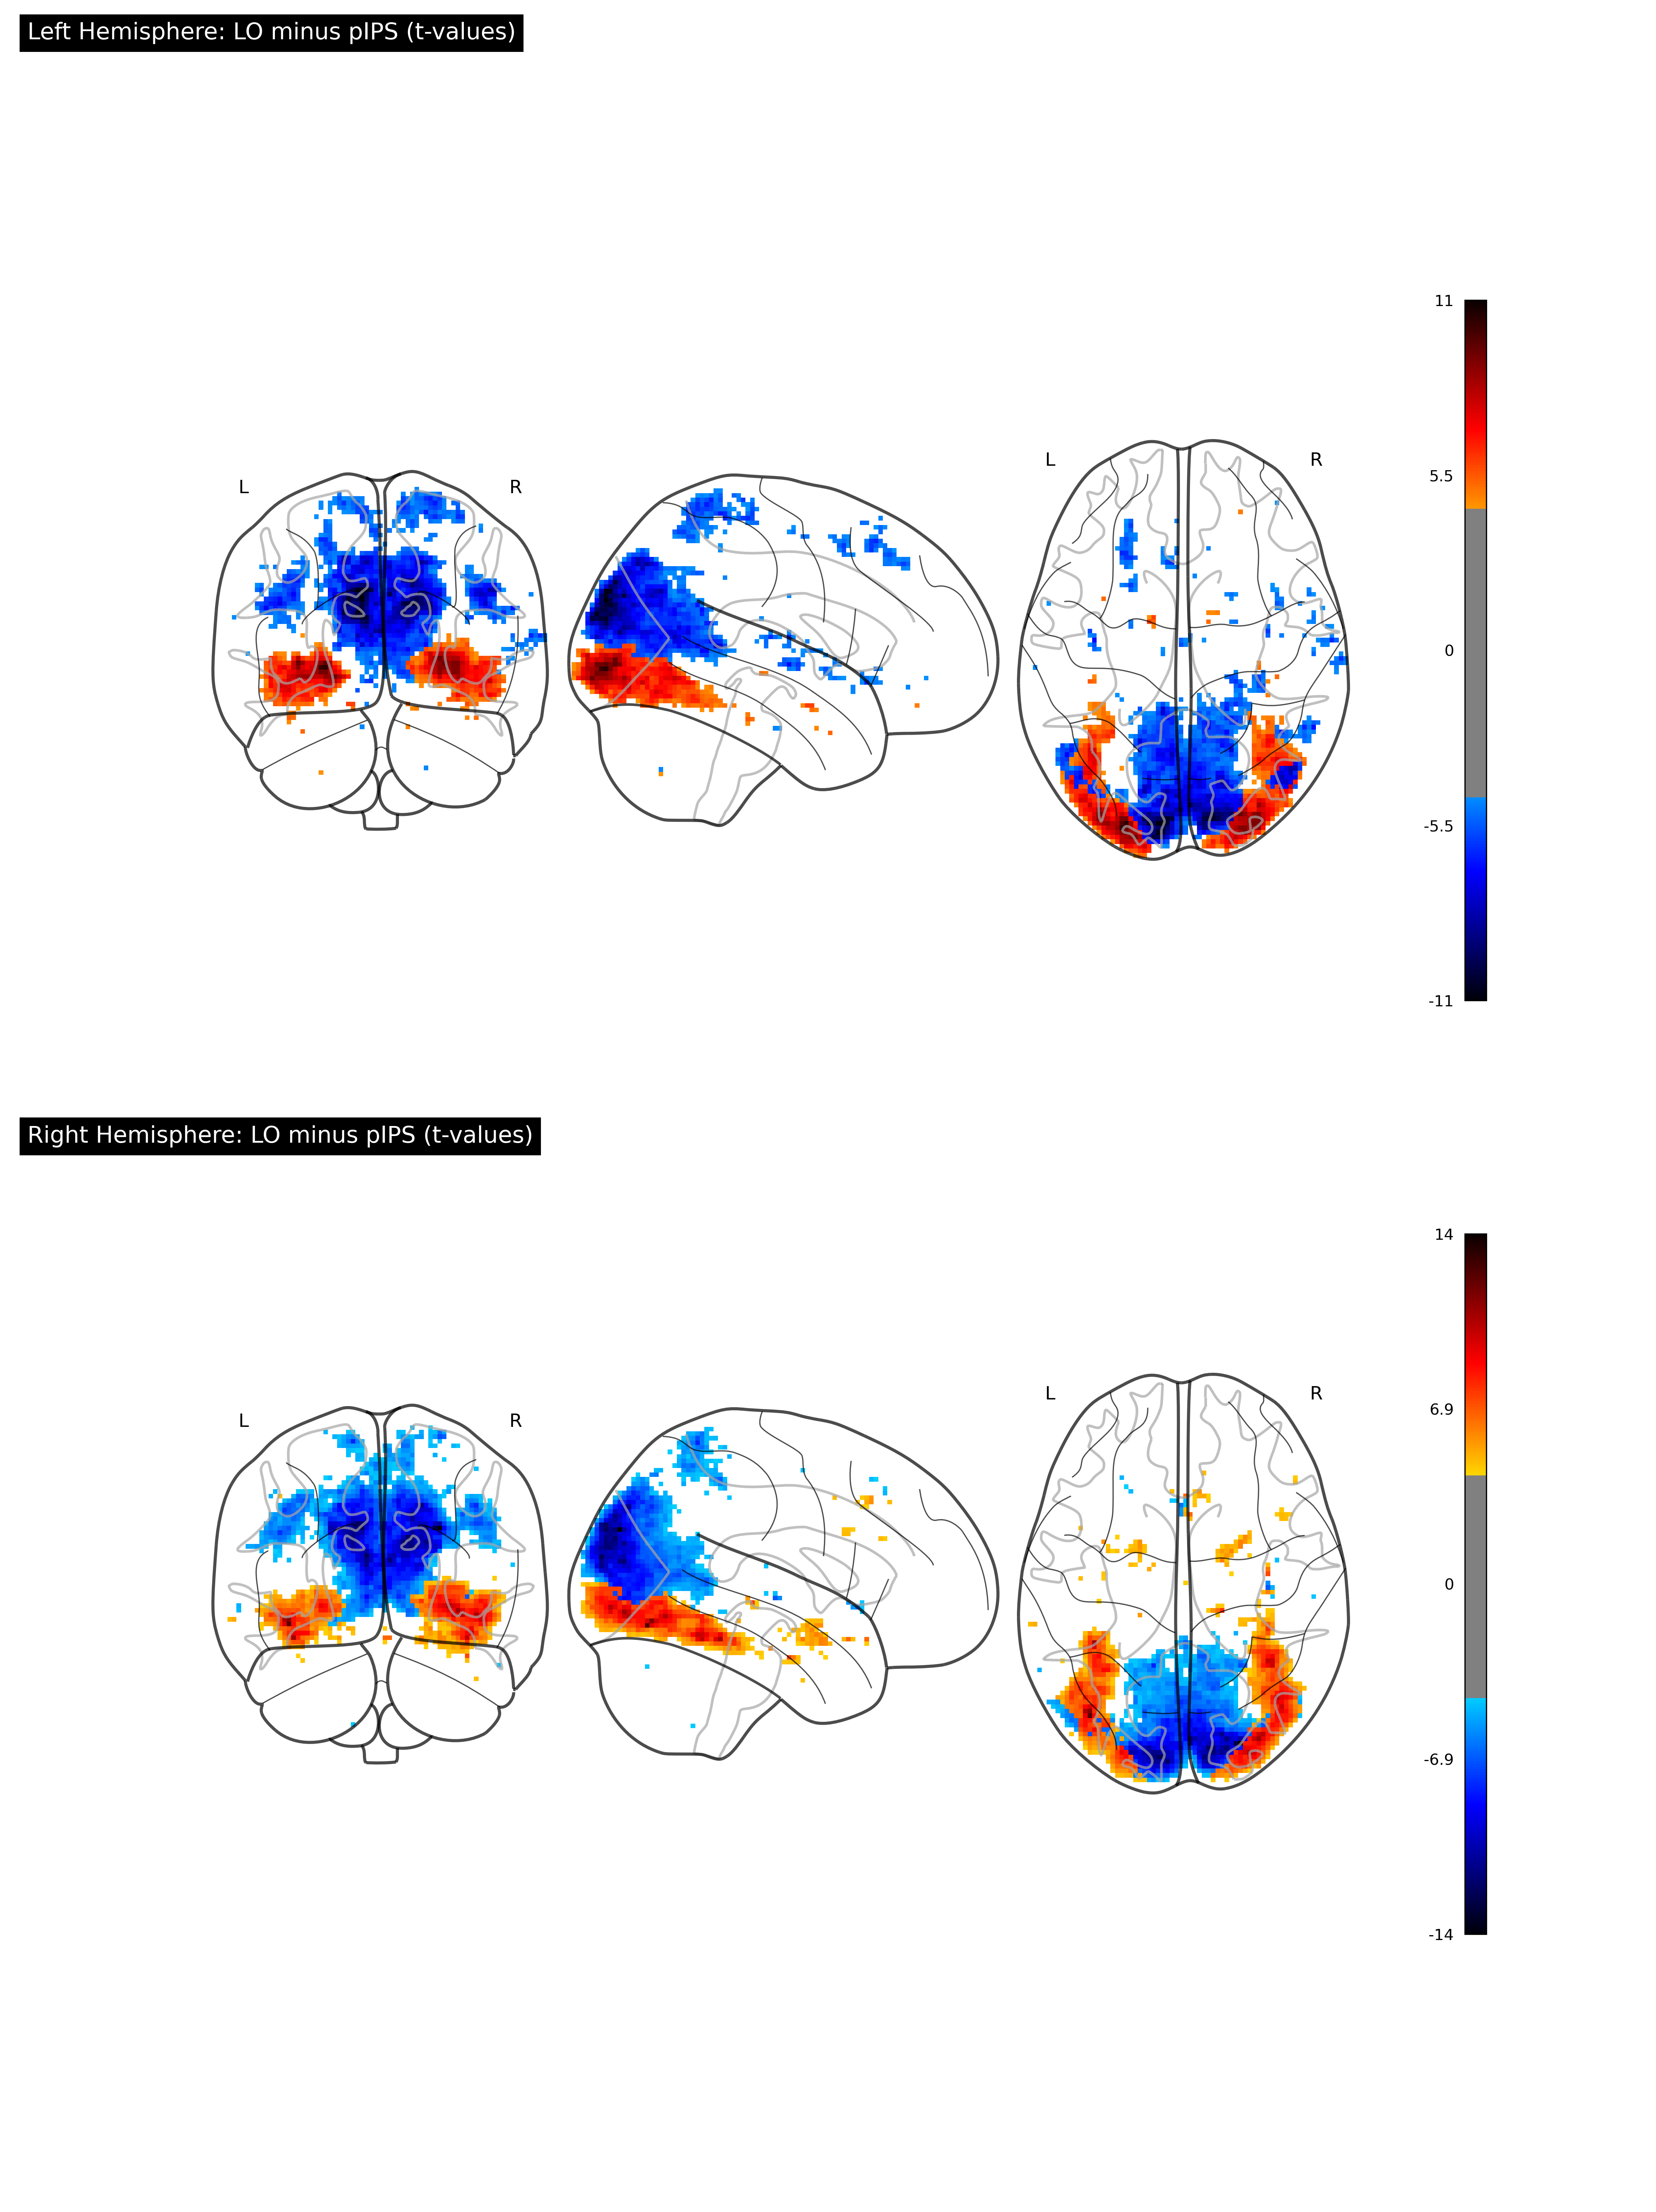 Left Hemisphere: LO minus pIPS (t-values)
11
L R L R
5.5
0
-5.5
-11
Right Hemisphere: LO minus pIPS (t-values)
14
L R L R
6.9
0
-6.9
-14